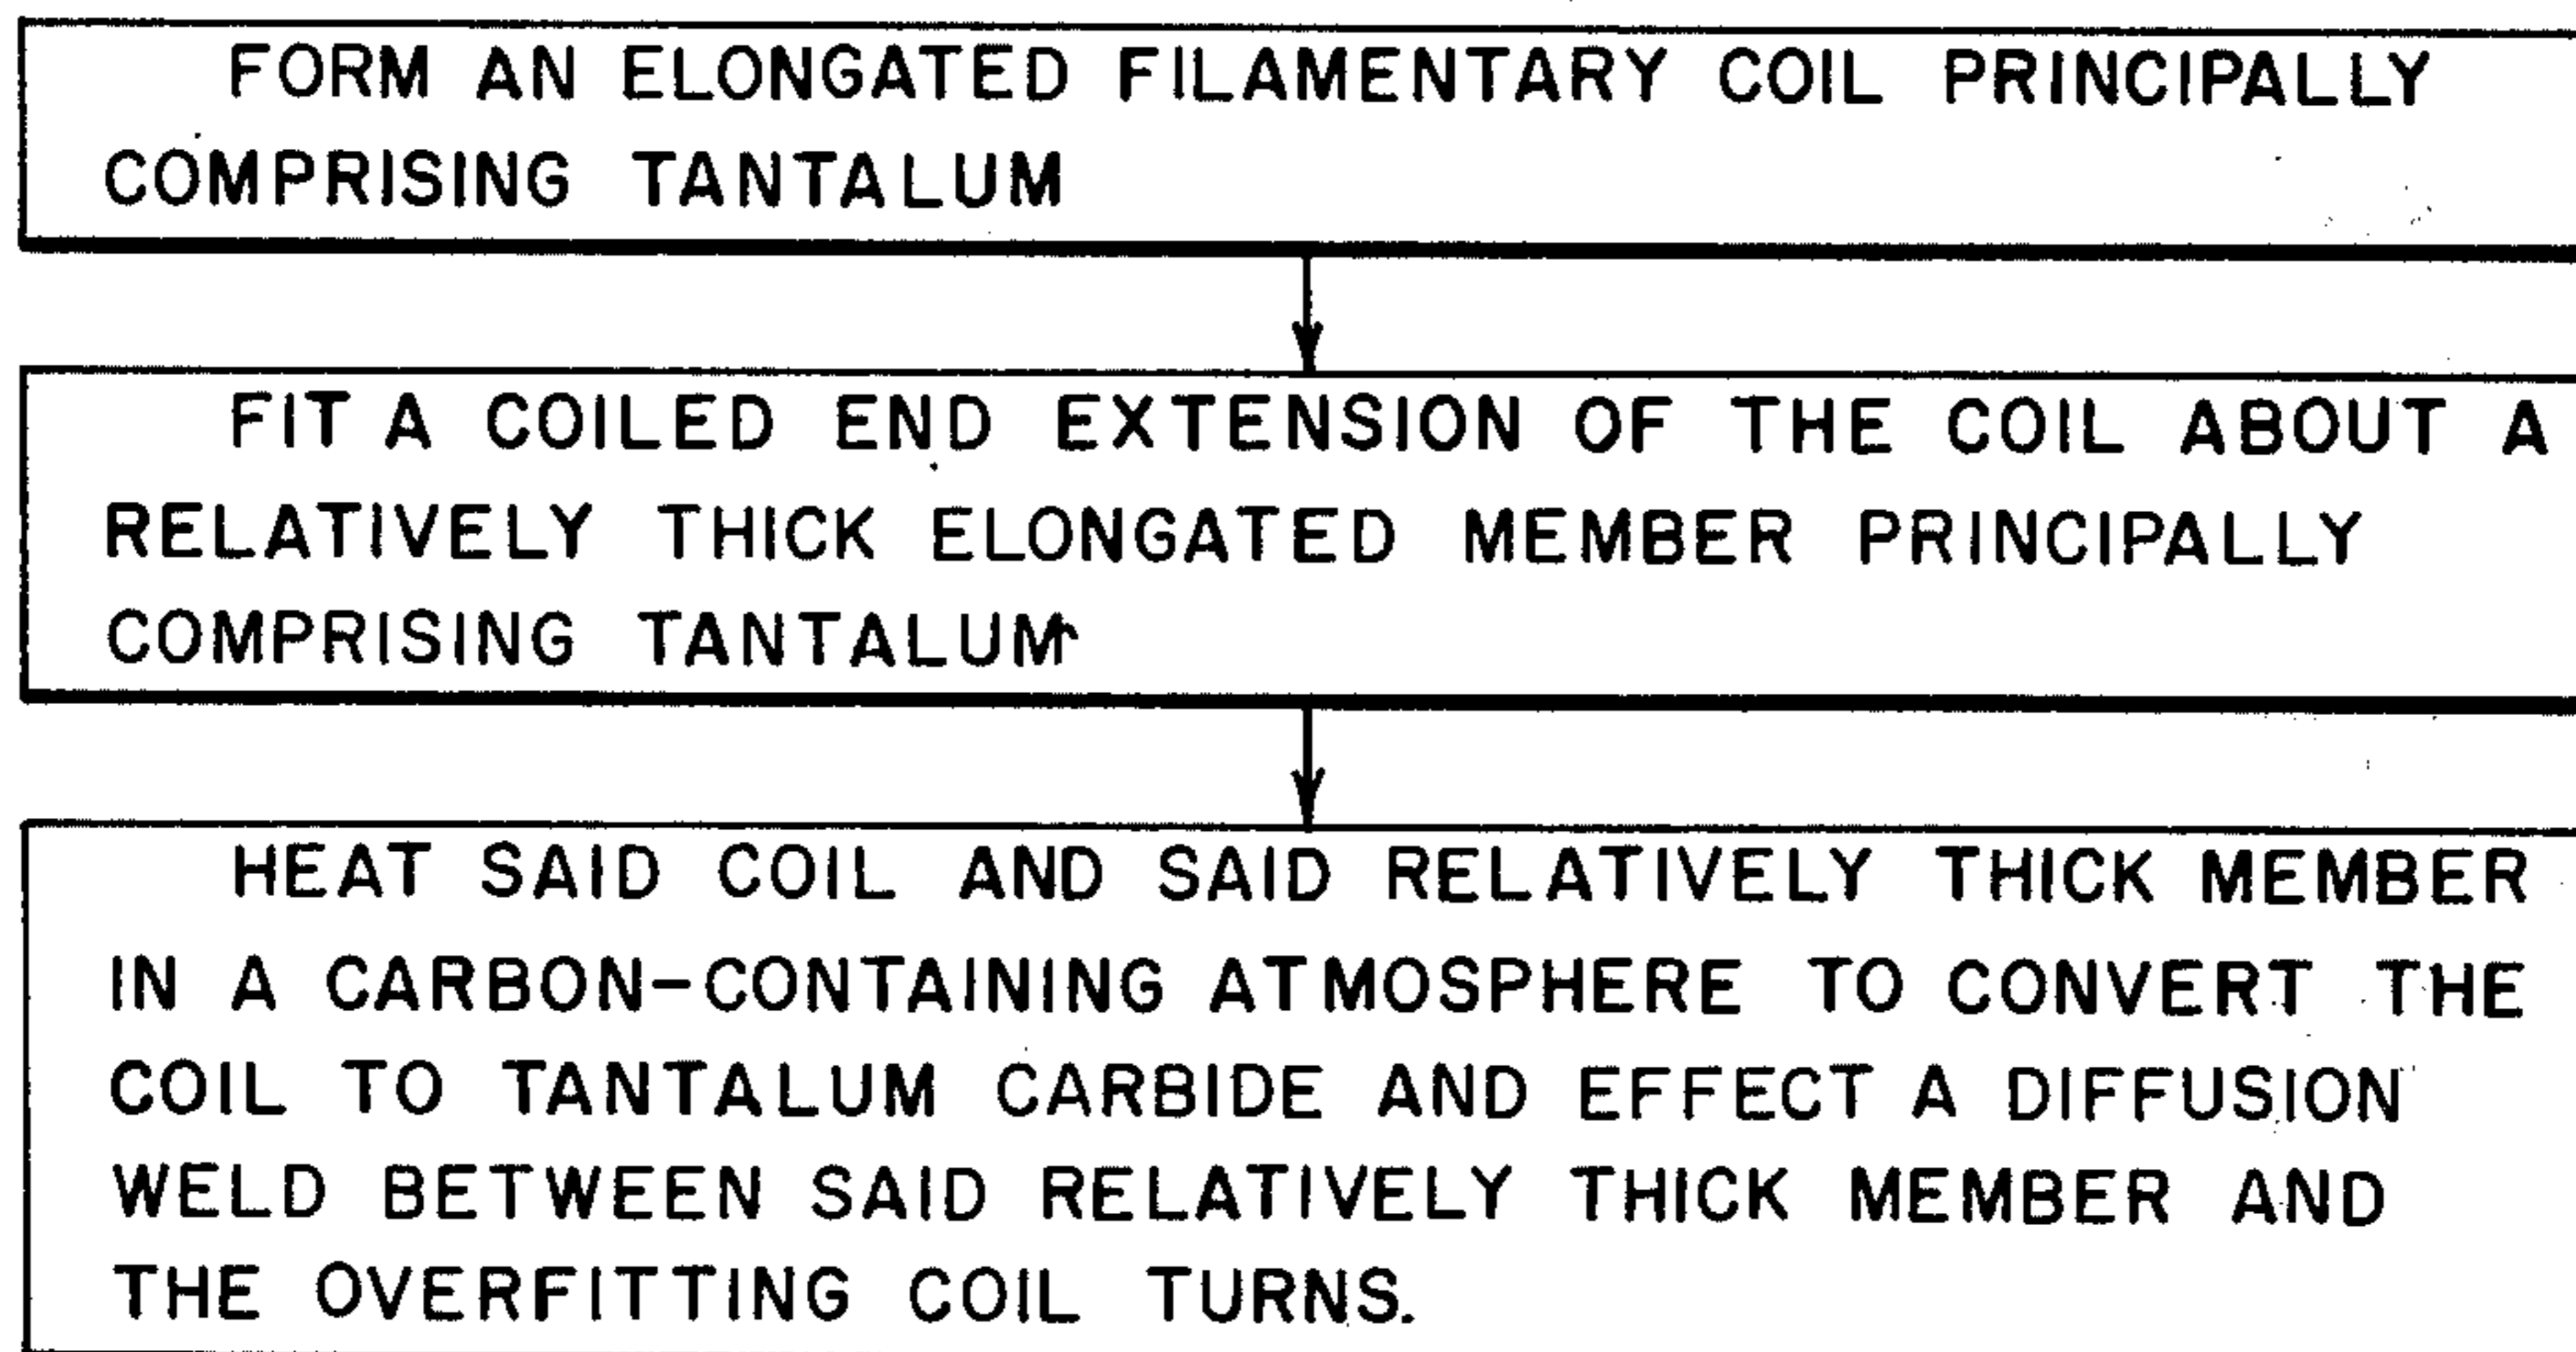 FORM AN ELONGATED FILAMENTARY COIL PRINCIPALLY
COMPRISING TANTALUM
FIT A COILED END EXTENSION OF THE COIL ABOUT A
RELATIVELY THICK ELONGATED MEMBER PRINCIPALLY
COMPRISING TANTALUM
HEAT SAID COIL AND SAID RELATIVELY THICK MEMBER
IN A CARBON-CONTAINING ATMOSPHERE TO CONVERT THE
COIL TO TANTALUM CARBIDE AND EFFECT A DIFFUSION
WELD BETWEEN SAID RELATIVELY THICK MEMBER AND
THE OVERFITTING COIL TURNS.